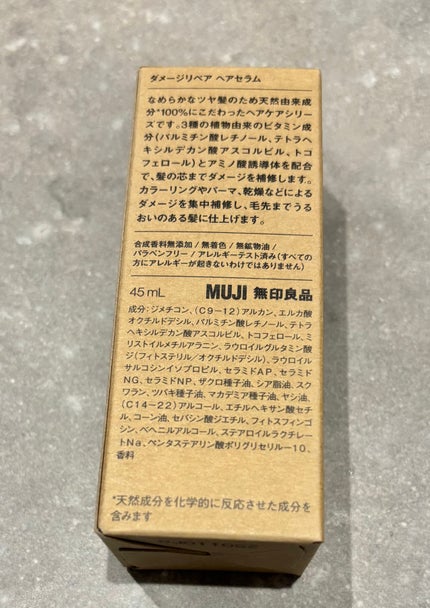 ダメージリペア ヘアセラム
なめらかなツヤ髪のため天然由来成
分*100%にこだわったヘアケアシリー
ズです。3種の植物由来のビタミン成
分(パルミチン酸レチノール、テトラヘ
キシルデカン酸アスコルビル、トコ
フェロール)とアミノ酸誘導体を配合
で、髪の芯までダメージを補修します。
カラーリングやパーマ、乾燥などによる
ダメージを集中補修し、毛先までうる
おいのある髪に仕上げます。
合成香料無添加/無着色/無鉱物油/
パラベンフリー/アレルギーテスト済み(すべての
方にアレルギーが起きないわけではありません)
45mL MUJI 無印良品
成分:ジメチコン、(C9-12)アルカン、エルカ酸
オクチルドデシル、パルミチン酸レチノール、テトラ
ヘキシルデカン酸アスコルビル、トコフェロール、ミ
リストイルメチルアラニン、ラウロイルグルタミン酸
ジ(フィトステリル/オクチルドデシル)、ラウロイル
サルコシンイソプロピル、セラミドAP、セラミド
NG、セラミドNP、ザクロ種子油、シア脂油、スク
ワラン、ツバキ種子油、マカデミア種子油、ヤシ油、
(C14-22)アルコール、エチルヘキサン酸セチ
ル、コーン油、セバシン酸ジエチル、フィトスフィンゴ
シン、ベヘニルアルコール、ステアロイルラクチレー
トNa、ペンタステアリン酸ポリグリセリル-10、
香料
*天然成分を化学的に反応させた成分を
含みます